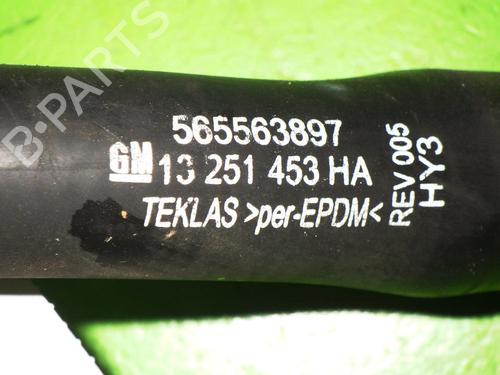 B-PARTS
565563897
GM 13 251 453 HA
TEKLAS >per-EPDM<
REV 005
HY3